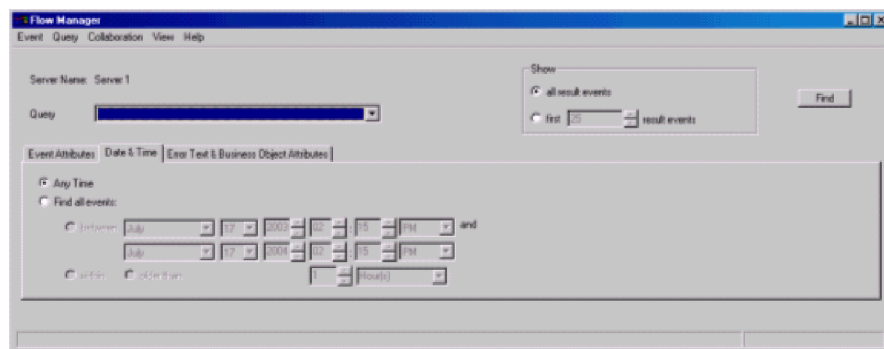 Flow Manager
Event Query Collaboration View Help
Server Name: Server 1
Show
all result events
Query
first 25 result events
Find
Event Attributes Date & Time Error Text & Business Object Attributes
Any Time
Find all events:
between July 17 2003 02 : 15 PM and
July 17 2004 02 : 15 PM
within older than 1 Hour(s)